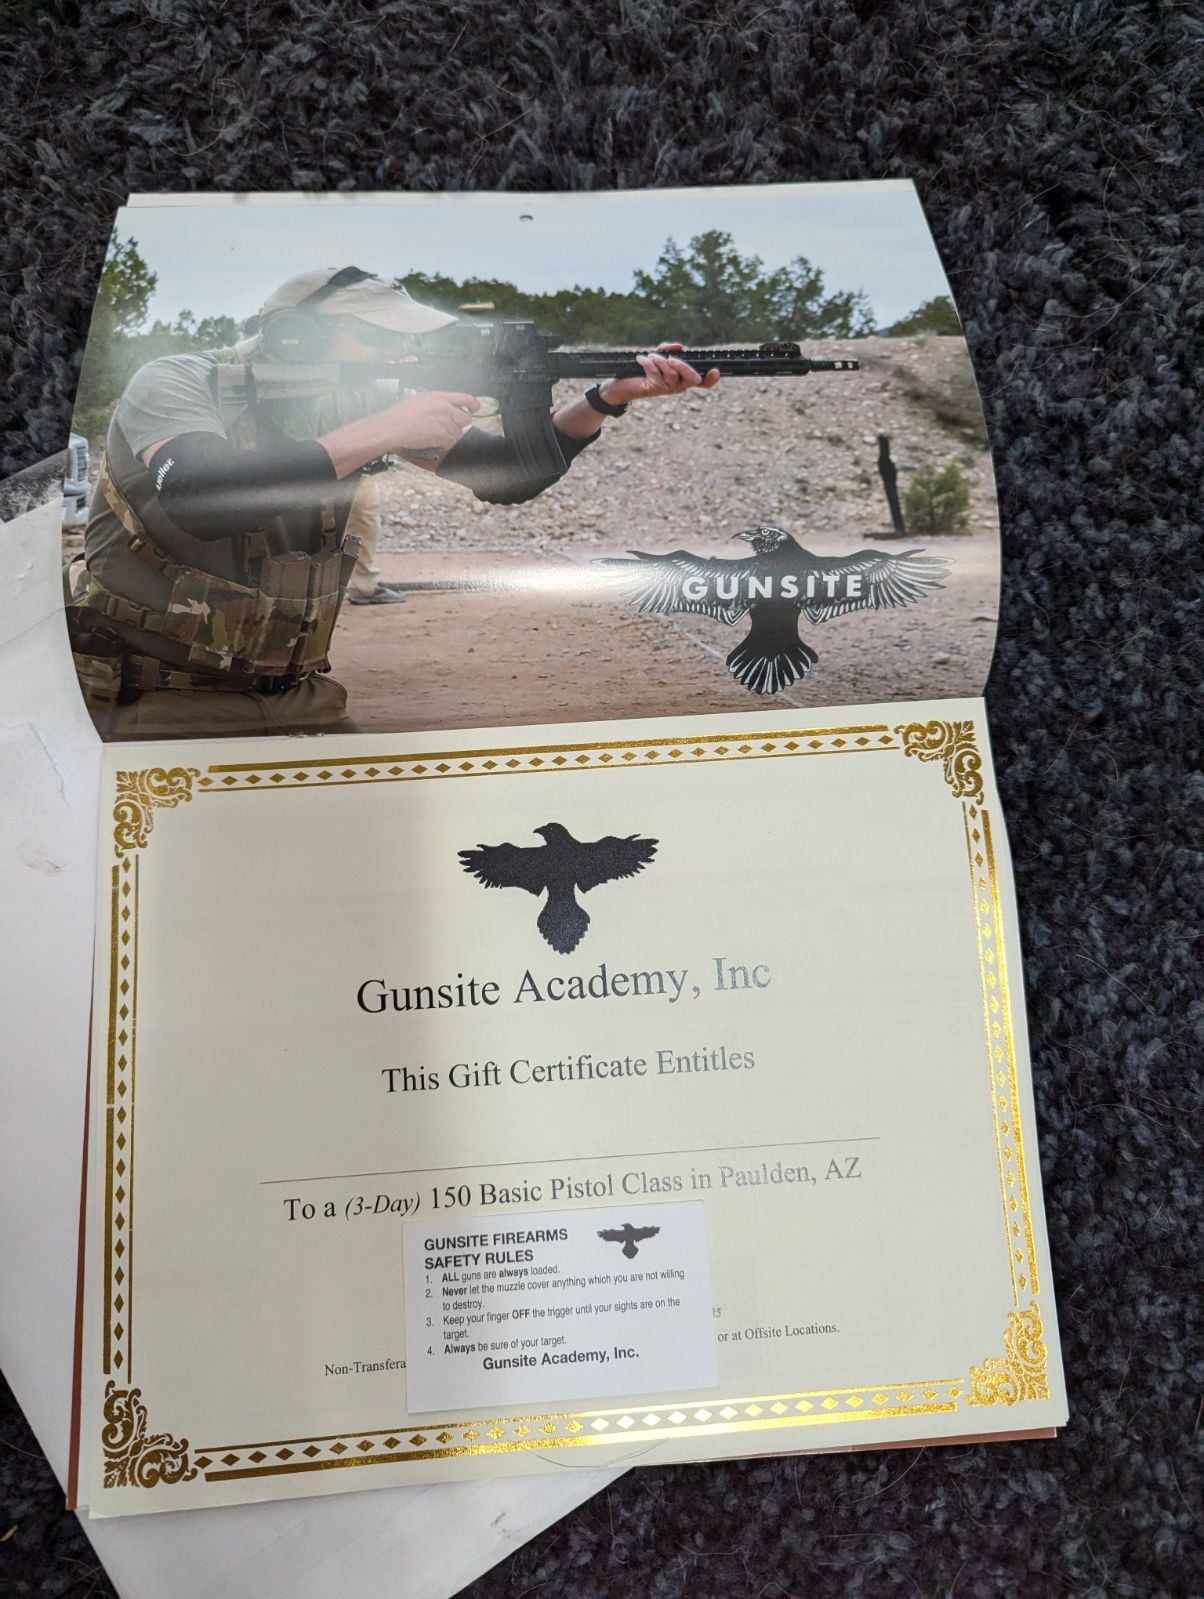 GUNSITE
Gunsite Academy, Inc
This Gift Certificate Entitles
To a (3-Day) 150 Basic Pistol Class in Paulden, AZ
GUNSITE FIREARMS
SAFETY RULES
1. ALL guns are always loaded.
2. Never let the muzzle cover anything which you are not willing
to destroy.
3. Keep your finger OFF the trigger until your sights are on the
target.
4. Always be sure of your target.
Gunsite Academy, Inc.
Non-Transfera
or at Offsite Locations.